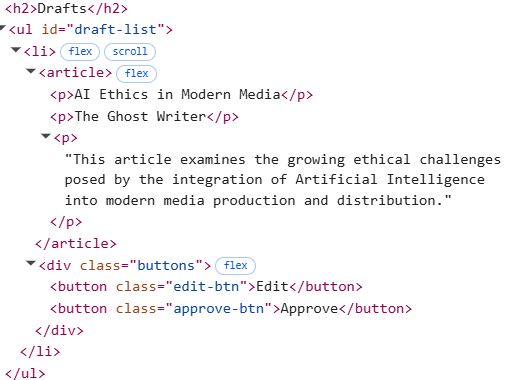 <h2>Drafts</h2>
<ul id="draft-list">
<li> flex scroll
<article> flex
<p>AI Ethics in Modern Media</p>
<p>The Ghost Writer</p>
<p>
"This article examines the growing ethical challenges
posed by the integration of Artificial Intelligence
into modern media production and distribution."
</p>
</article>
<div class="buttons"> flex
<button class="edit-btn">Edit</button>
<button class="approve-btn">Approve</button>
</div>
</li>
</ul>